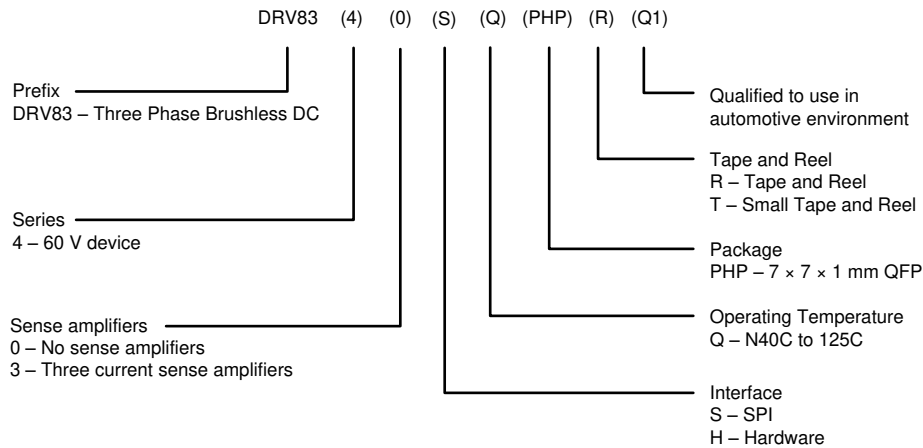 DRV83 (4) (0) (S) (Q) (PHP) (R) (Q1)
Prefix
DRV83 – Three Phase Brushless DC
Series
4 – 60 V device
Sense amplifiers
0 – No sense amplifiers
3 – Three current sense amplifiers
Qualified to use in
automotive environment
Tape and Reel
R – Tape and Reel
T – Small Tape and Reel
Package
PHP – 7 × 7 × 1 mm QFP
Operating Temperature
Q – N40C to 125C
Interface
S – SPI
H – Hardware